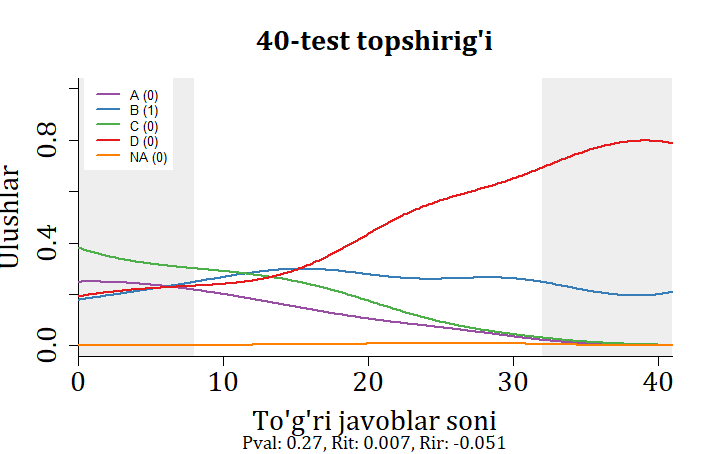 40-test topshirig'i
A (0)
B (1)
C (0)
D (0)
NA (0)
Ulushlar
0.8
0.4
0.0
0
10
20
30
40
To'g'ri javoblar soni
Pval: 0.27, Rit: 0.007, Rir: -0.051